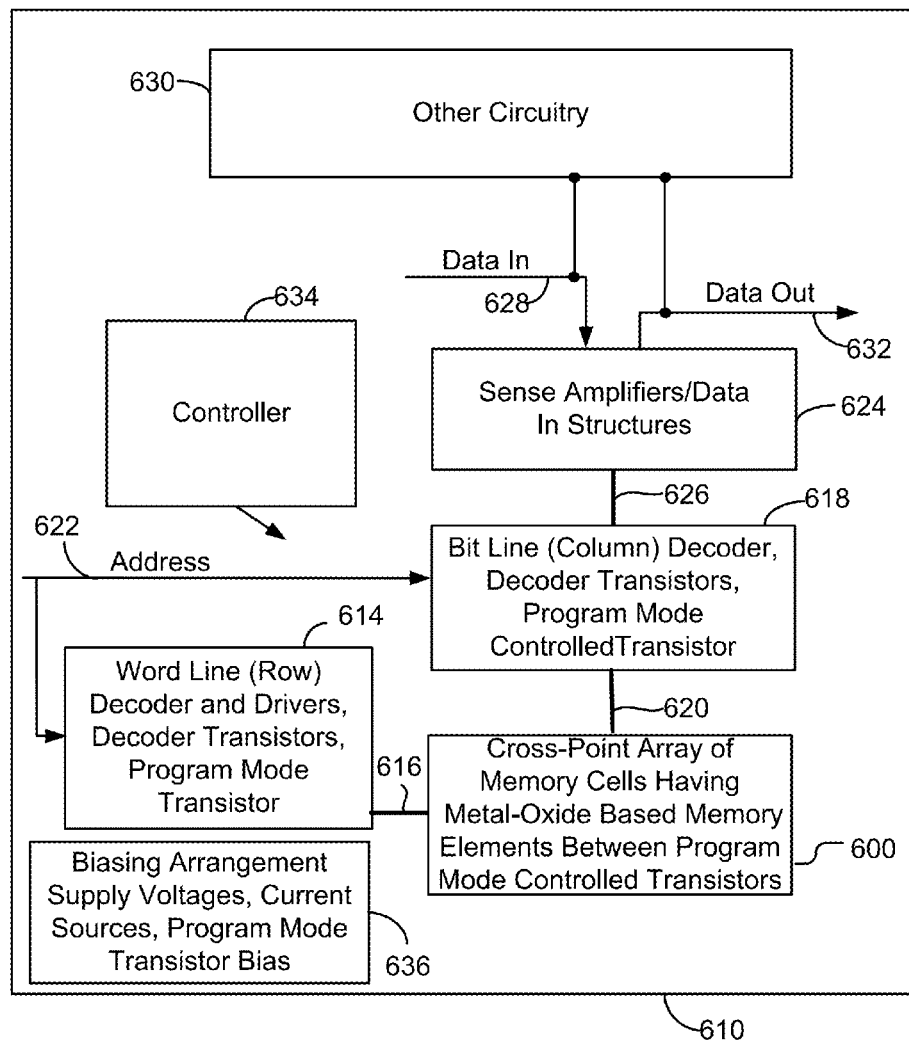 630
Other Circuitry
Data In
628
Data Out
632
634
Controller
Sense Amplifiers/Data
In Structures
624
626
618
622
Address
Bit Line (Column) Decoder,
Decoder Transistors,
Program Mode
ControlledTransistor
614
Word Line (Row)
Decoder and Drivers,
Decoder Transistors,
Program Mode
Transistor
620
616
Cross-Point Array of
Memory Cells Having
Metal-Oxide Based Memory
Elements Between Program
Mode Controlled Transistors
600
Biasing Arrangement
Supply Voltages, Current
Sources, Program Mode
Transistor Bias
636
610